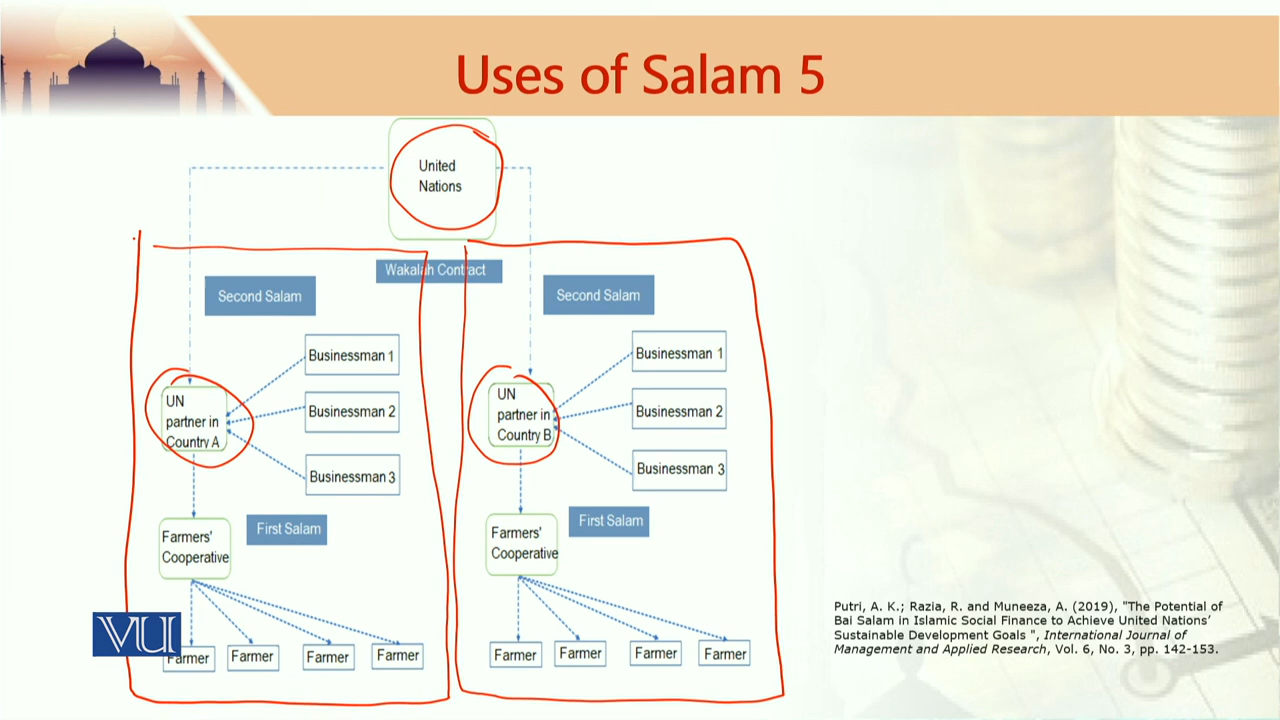 Uses of Salam 5
United
Nations
Wakalah Contract
Second Salam
Businessman 1
Businessman 2
Businessman 3
UN
partner in
Country A
First Salam
Farmers'
Cooperative
Farmer
Farmer
Farmer
Farmer
Second Salam
Businessman 1
Businessman 2
Businessman 3
UN
partner in
Country B
First Salam
Farmers'
Cooperative
Farmer
Farmer
Farmer
Farmer
VU
Putri, A. K.; Razia, R. and Muneeza, A. (2019), "The Potential of
Bai Salam in Islamic Social Finance to Achieve United Nations'
Sustainable Development Goals ", International Journal of
Management and Applied Research, Vol. 6, No. 3, pp. 142-153.